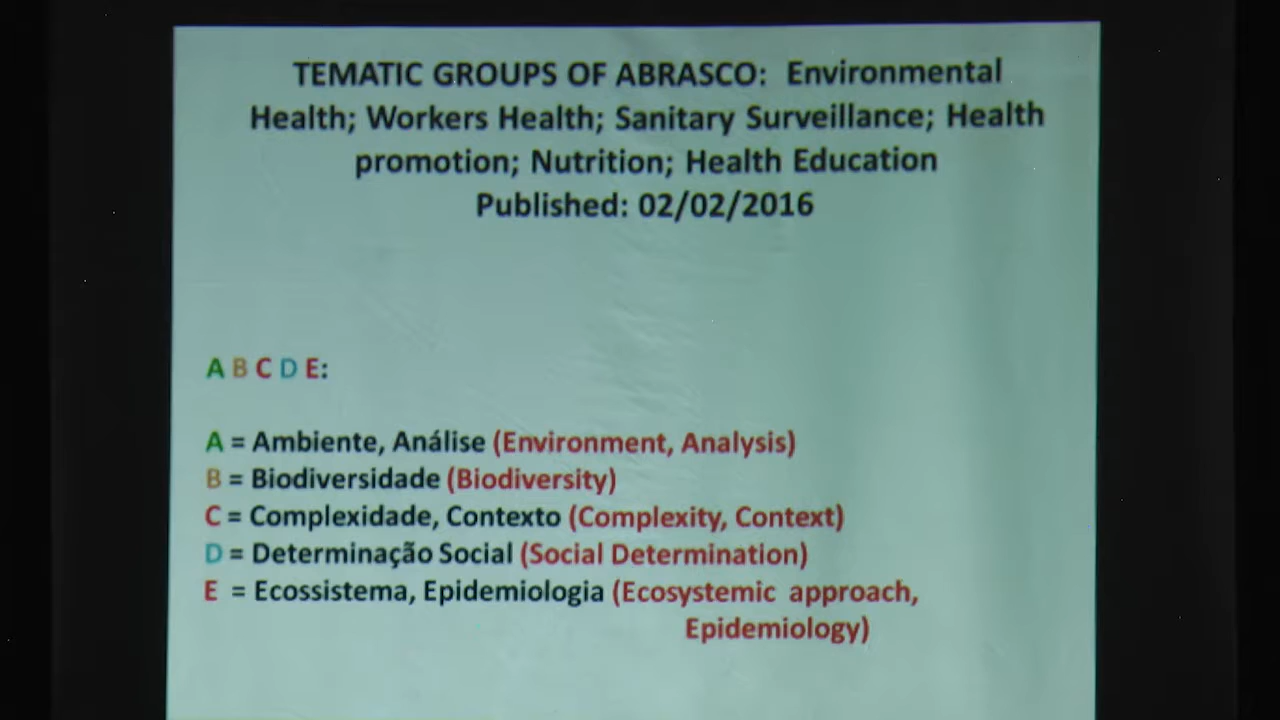 TEMATIC GROUPS OF ABRASCO: Environmental
Health; Workers Health; Sanitary Surveillance; Health
promotion; Nutrition; Health Education
Published: 02/02/2016
A B C D E:
A = Ambiente, Análise (Environment, Analysis)
B = Biodiversidade (Biodiversity)
C = Complexidade, Contexto (Complexity, Context)
D = Determinação Social (Social Determination)
E = Ecossistema, Epidemiologia (Ecosystemic approach,
Epidemiology)